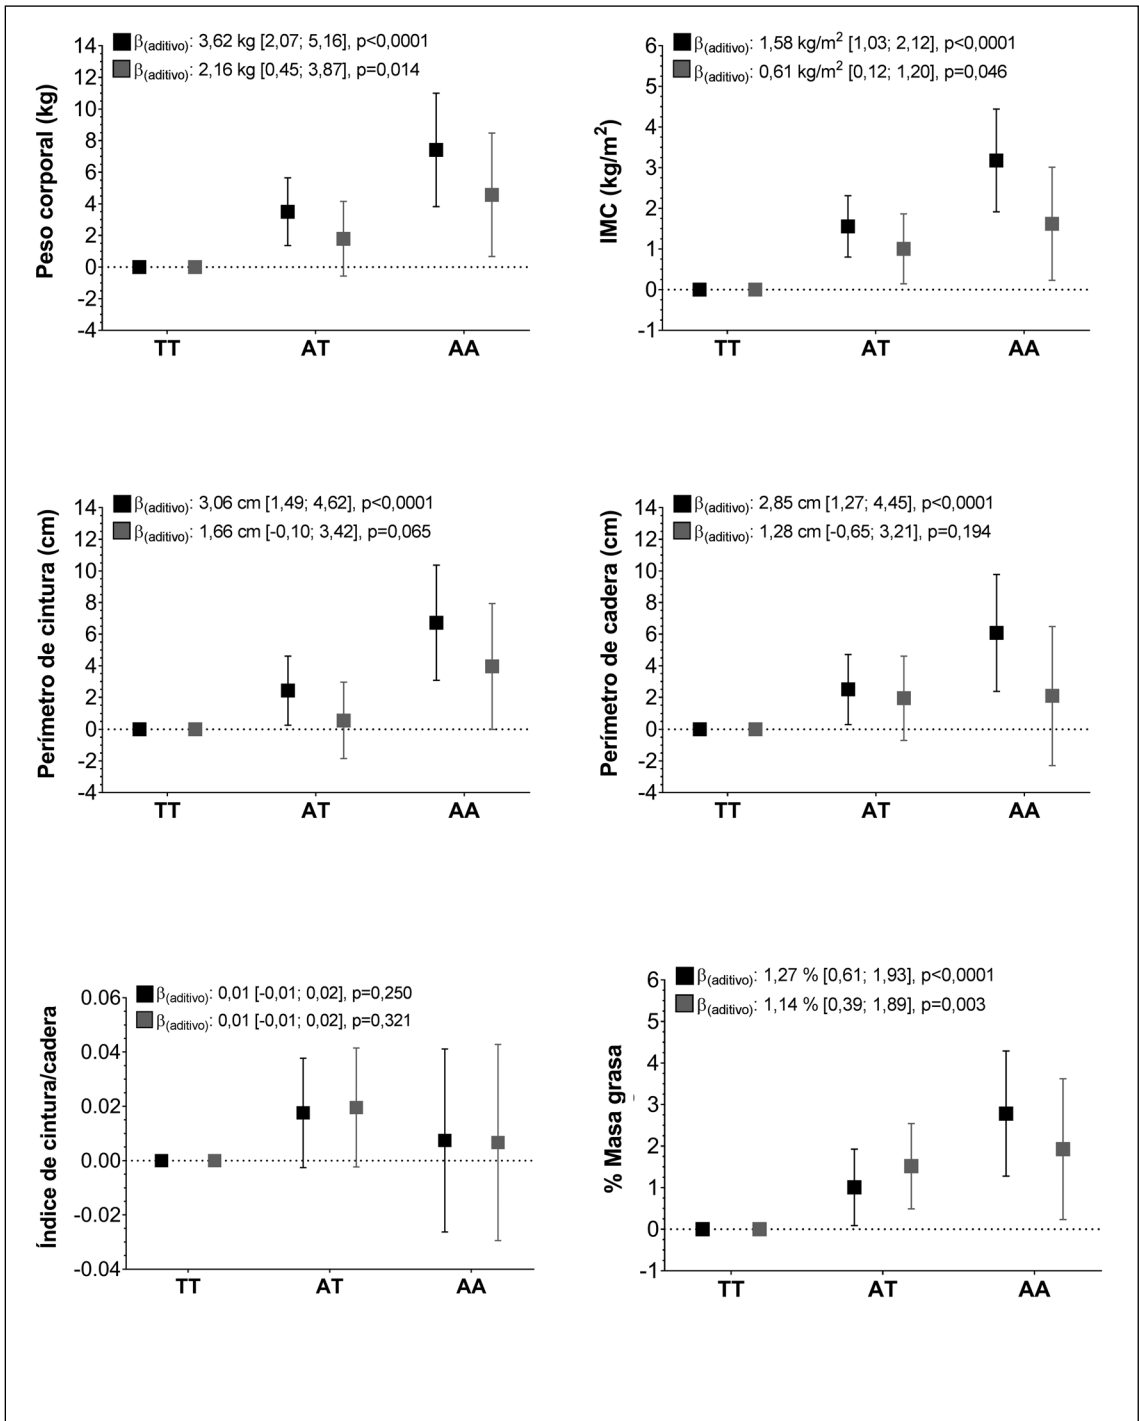 β(aditivo): 3,62 kg [2,07; 5,16], p<0,0001
β(aditivo): 2,16 kg [0,45; 3,87], p=0,014
Peso corporal (kg)
14
12
10
8
6
4
2
0
-2
-4
TT AT AA
β(aditivo): 1,58 kg/m² [1,03; 2,12], p<0,0001
β(aditivo): 0,61 kg/m² [0,12; 1,20], p=0,046
IMC (kg/m²)
6
5
4
3
2
1
0
-1
TT AT AA
β(aditivo): 3,06 cm [1,49; 4,62], p<0,0001
β(aditivo): 1,66 cm [-0,10; 3,42], p=0,065
Perímetro de cintura (cm)
14
12
10
8
6
4
2
0
-2
-4
TT AT AA
β(aditivo): 2,85 cm [1,27; 4,45], p<0,0001
β(aditivo): 1,28 cm [-0,65; 3,21], p=0,194
Perímetro de cadera (cm)
14
12
10
8
6
4
2
0
-2
-4
TT AT AA
β(aditivo): 0,01 [-0,01; 0,02], p=0,250
β(aditivo): 0,01 [-0,01; 0,02], p=0,321
Índice de cintura/cadera
0.06
0.04
0.02
0.00
-0.02
-0.04
TT AT AA
β(aditivo): 1,27 % [0,61; 1,93], p<0,0001
β(aditivo): 1,14 % [0,39; 1,89], p=0,003
% Masa grasa
6
5
4
3
2
1
0
-1
TT AT AA